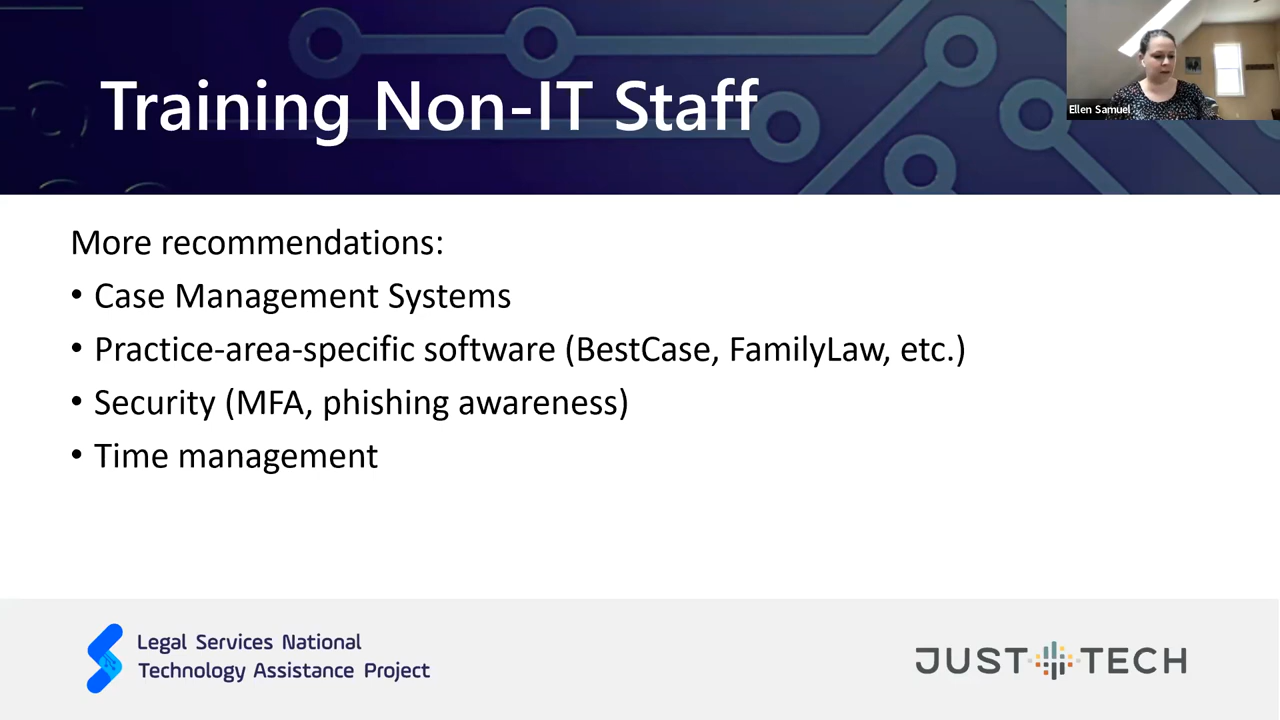 Training Non-IT Staff
Ellen Samuel
More recommendations:
• Case Management Systems
• Practice-area-specific software (BestCase, FamilyLaw, etc.)
• Security (MFA, phishing awareness)
• Time management
Legal Services National
Technology Assistance Project
JUST TECH